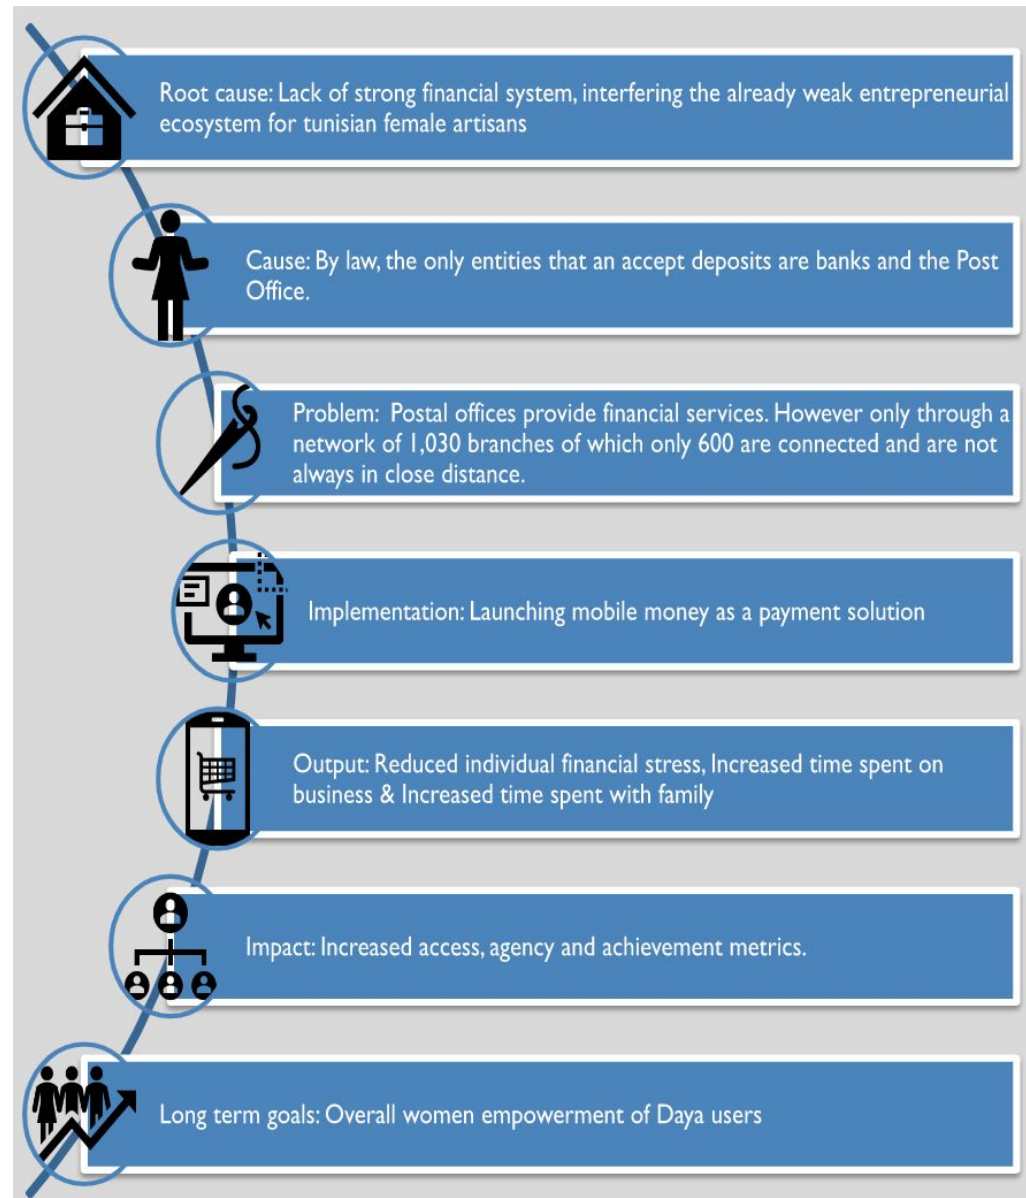 Root cause: Lack of strong financial system, interfering the already weak entrepreneurial
ecosystem for tunisian female artisans
Cause: By law, the only entities that an accept deposits are banks and the Post
Office.
Problem: Postal offices provide financial services. However only through a
network of 1,030 branches of which only 600 are connected and are not
always in close distance.
Implementation: Launching mobile money as a payment solution
Output: Reduced individual financial stress, Increased time spent on
business & Increased time spent with family
Impact: Increased access, agency and achievement metrics.
Long term goals: Overall women empowerment of Daya users